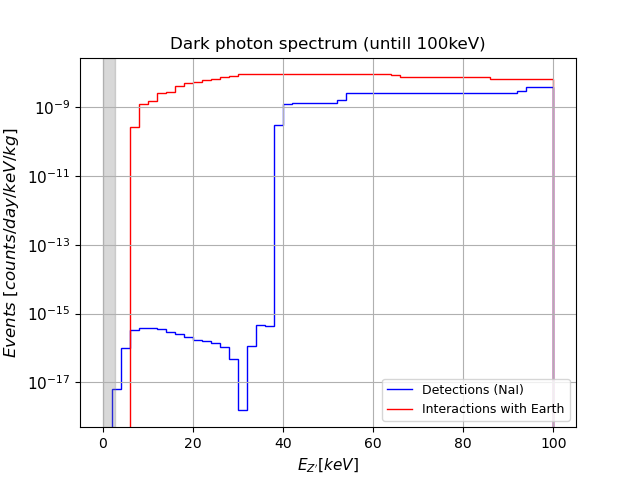 Dark photon spectrum (untill 100keV)
Events [counts/day/keV/kg]
10⁻⁹
10⁻¹¹
10⁻¹³
10⁻¹⁵
10⁻¹⁷
Detections (NaI)
Interactions with Earth
0 20 40 60 80 100
E_{Z'}[keV]